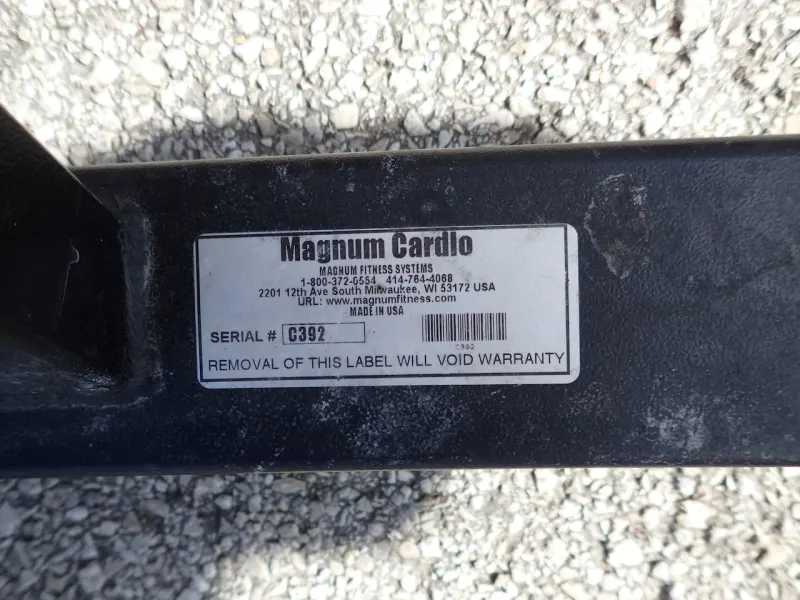 Magnum Cardio
MAGNUM FITNESS SYSTEMS
1-800-372-0554 414-764-4068
2201 12th Ave South Milwaukee, WI 53172 USA
URL: www.magnumfitness.com
MADE IN USA
SERIAL # C392
C392
REMOVAL OF THIS LABEL WILL VOID WARRANTY